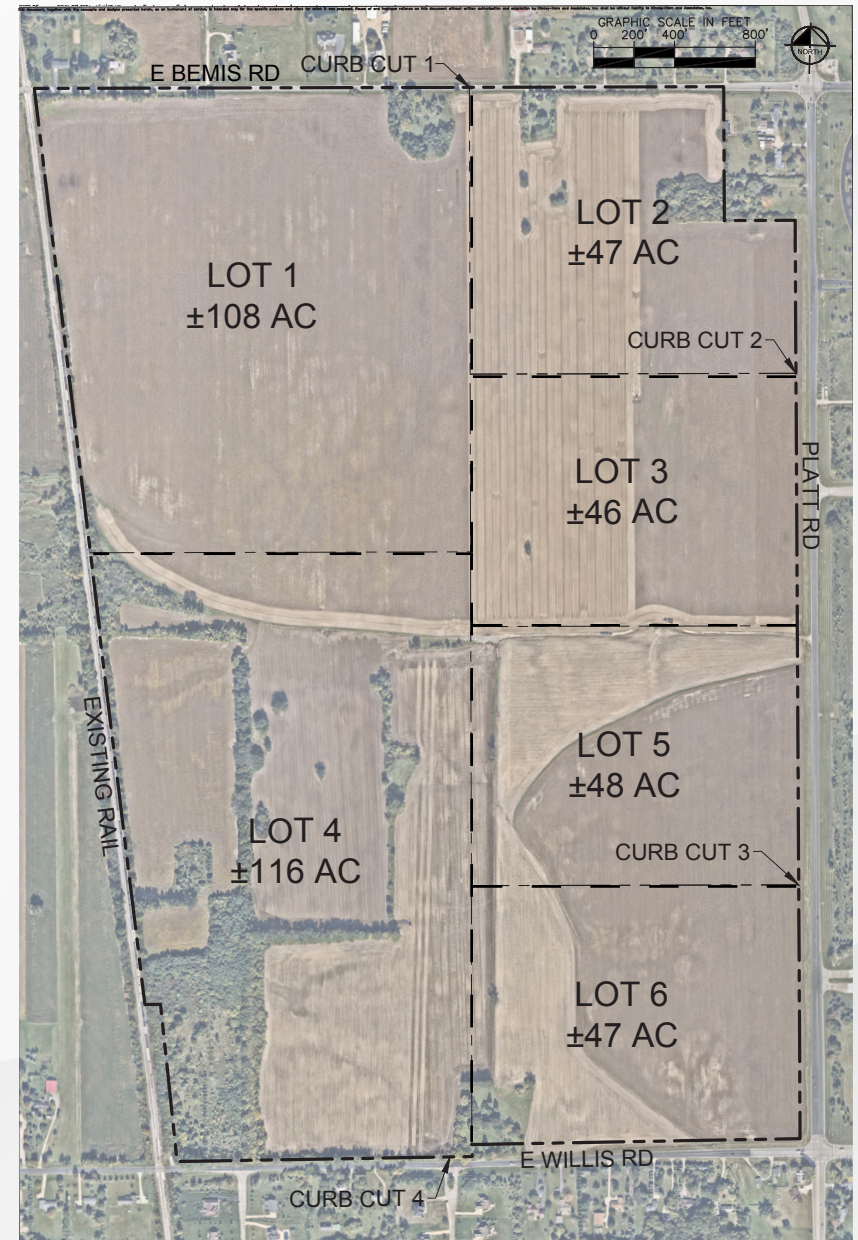 GRAPHIC SCALE IN FEET
0 200' 400' 800'
NORTH
E BEMIS RD
CURB CUT 1
LOT 1
±108 AC
LOT 2
±47 AC
CURB CUT 2
LOT 3
±46 AC
PLATT RD
EXISTING RAIL
LOT 4
±116 AC
LOT 5
±48 AC
CURB CUT 3
LOT 6
±47 AC
E WILLIS RD
CURB CUT 4